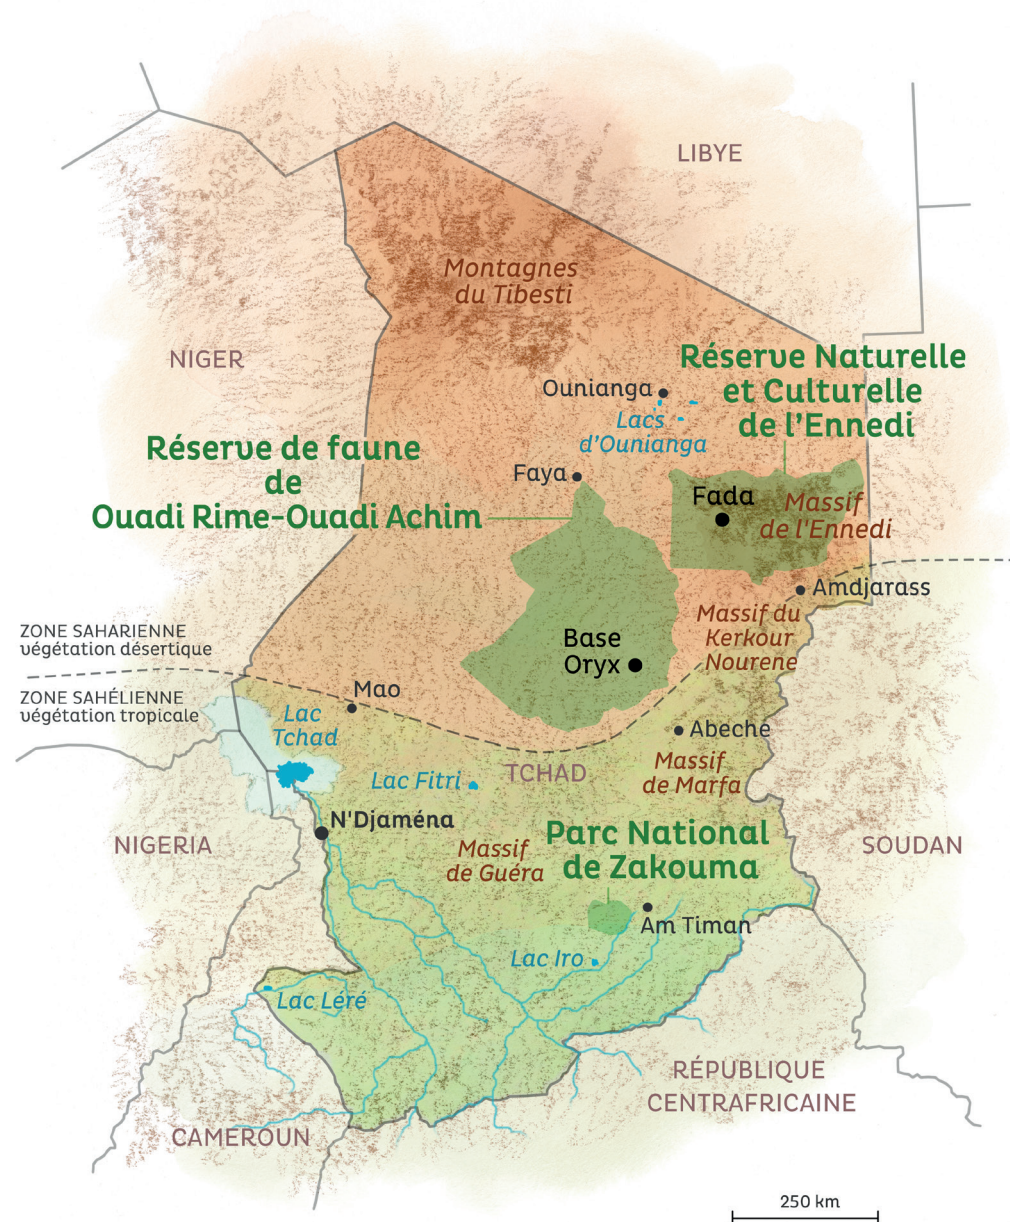 LIBYE
Montagnes
du Tibesti
NIGER
Réserve Naturelle
et Culturelle
de l'Ennedi
Ounianga
Lacs
d'Ounianga
Réserve de faune
de
Ouadi Rime-Ouadi Achim
Faya
Fada
Massif
de l'Ennedi
Amdjarass
Massif du
Kerkour
Nourene
Base
Oryx
ZONE SAHARIENNE
végétation désertique
ZONE SAHÉLIENNE
végétation tropicale
Mao
Lac
Tchad
Abeche
TCHAD
Lac Fitri
Massif
de Marfa
N'Djaména
NIGERIA
Massif
de Guéra
Parc National
de Zakouma
SOUDAN
Am Timan
Lac Iro
Lac Léré
RÉPUBLIQUE
CENTRAFRICAINE
CAMEROUN
250 km